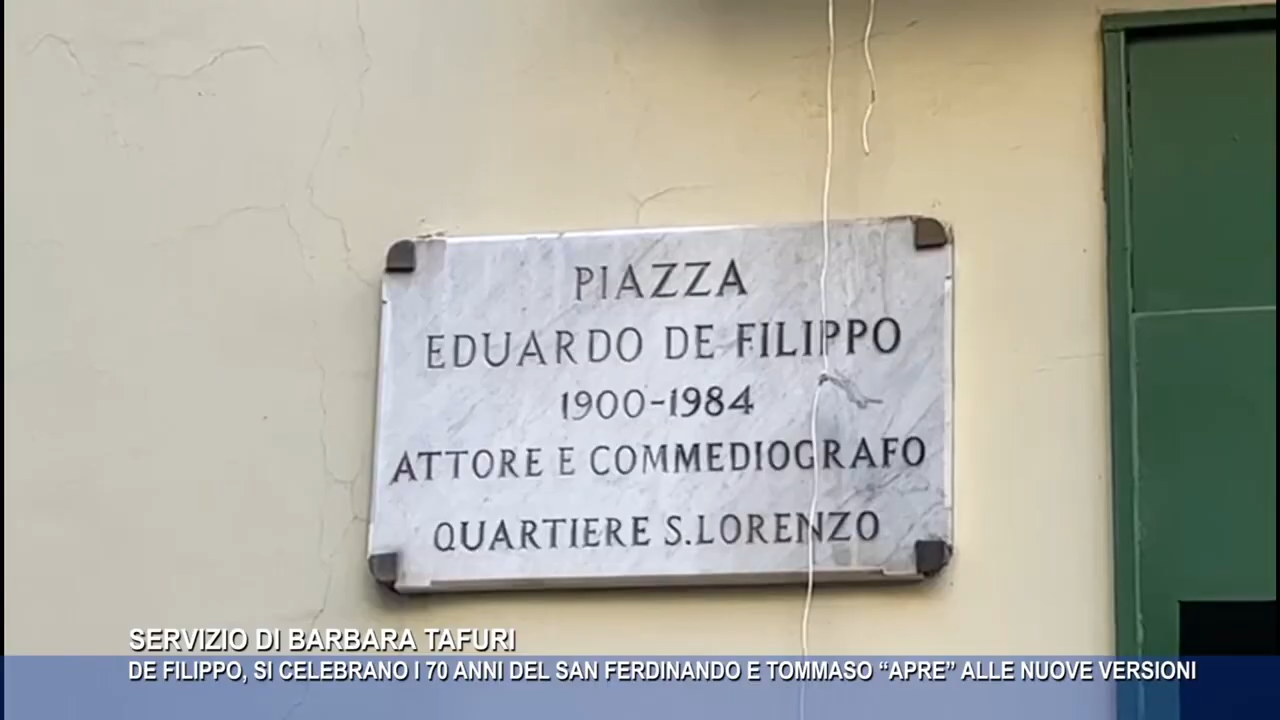 PIAZZA
EDUARDO DE FILIPPO
1900-1984
ATTORE E COMMEDIOGRAFO
QUARTIERE S.LORENZO
SERVIZIO DI BARBARA TAFURI
DE FILIPPO, SI CELEBRANO I 70 ANNI DEL SAN FERDINANDO E TOMMASO “APRE” ALLE NUOVE VERSIONI